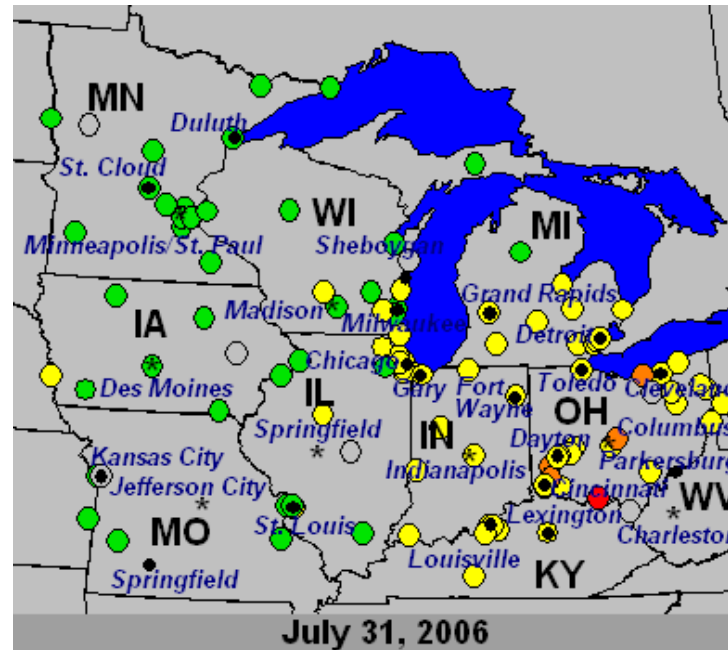 MN
Duluth
St. Cloud
WI
MI
Minneapolis/St. Paul
Sheboygan
Grand Rapids
Madison
Milwaukee
IA
Detroit
Chicago
Des Moines
Gary
Fort
Wayne
Toledo
Cleveland
IL
OH
Springfield
IN
Dayton
Columbus
Kansas City
Indianapolis
Parkersburg
Jefferson City
Cincinnati
WV
St. Louis
Lexington
MO
Charleston
Louisville
Springfield
KY
July 31, 2006